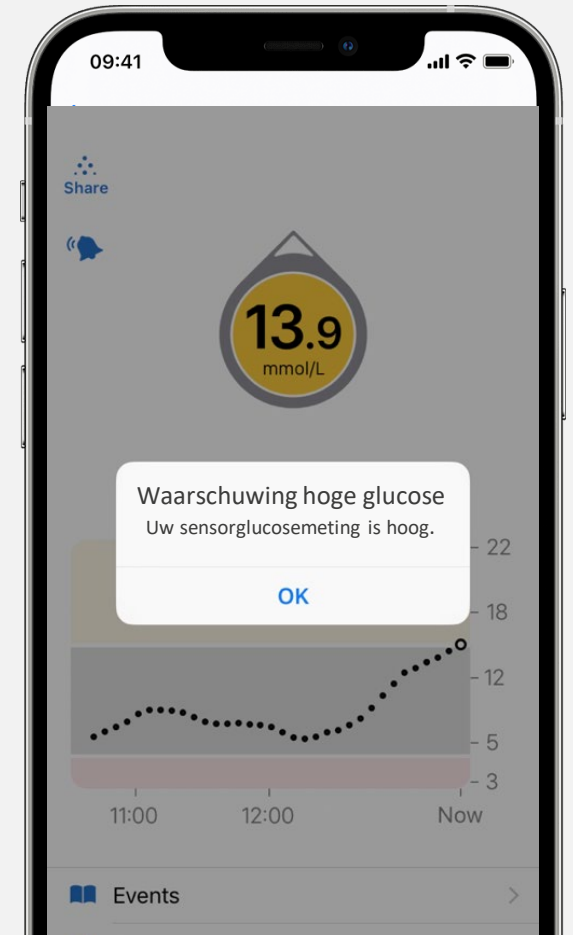 09:41
Share
13.9
mmol/L
Waarschuwing hoge glucose
Uw sensorglucosemeting is hoog.
OK
22
18
12
5
3
11:00 12:00 Now
Events